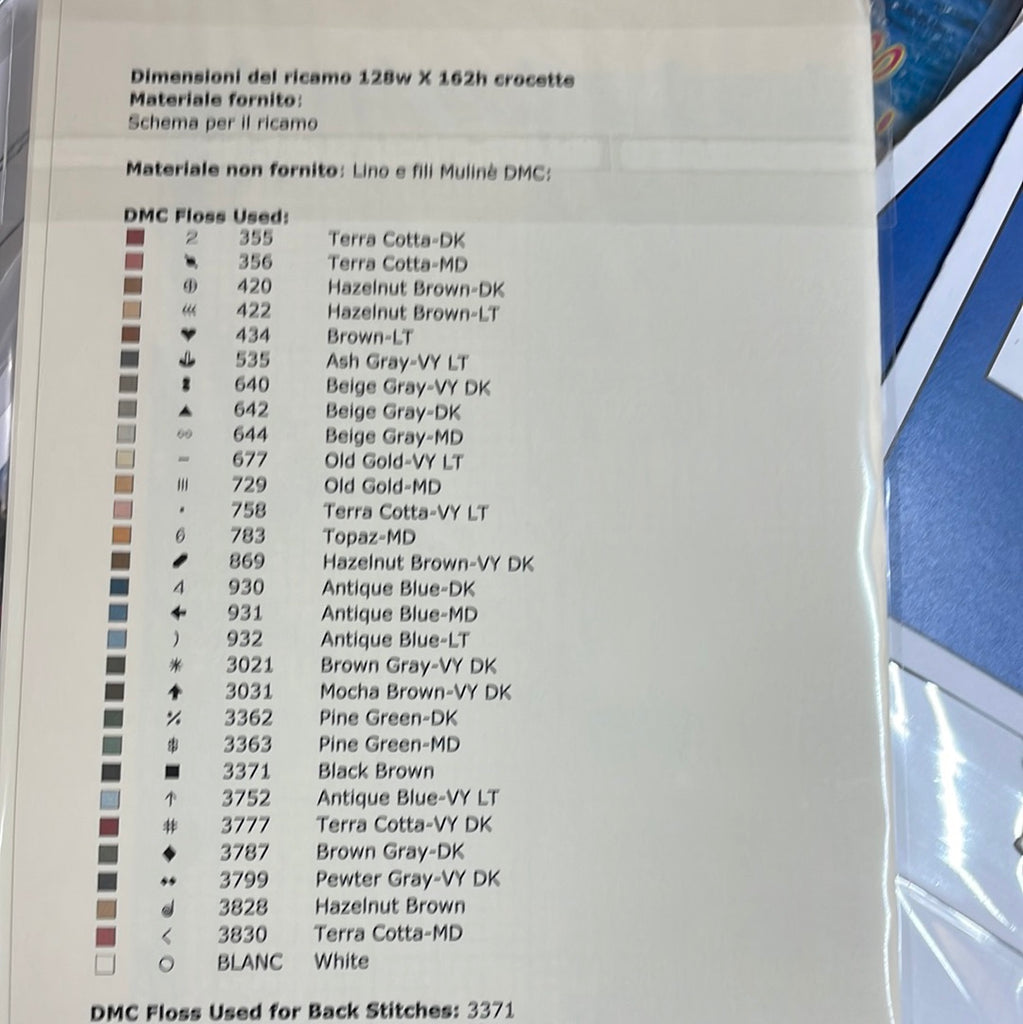 Dimensioni del ricamo 128w X 162h crocette
Materiale fornito:
Schema per il ricamo
Materiale non fornito: Lino e fili Mulinè DMC:
DMC Floss Used:
2 355 Terra Cotta-DK
356 Terra Cotta-MD
420 Hazelnut Brown-DK
422 Hazelnut Brown-LT
434 Brown-LT
535 Ash Gray-VY LT
640 Beige Gray-VY DK
642 Beige Gray-DK
644 Beige Gray-MD
677 Old Gold-VY LT
729 Old Gold-MD
758 Terra Cotta-VY LT
783 Topaz-MD
869 Hazelnut Brown-VY DK
4 930 Antique Blue-DK
931 Antique Blue-MD
) 932 Antique Blue-LT
* 3021 Brown Gray-VY DK
3031 Mocha Brown-VY DK
3362 Pine Green-DK
3363 Pine Green-MD
■ 3371 Black Brown
↑ 3752 Antique Blue-VY LT
# 3777 Terra Cotta-VY DK
◆ 3787 Brown Gray-DK
3799 Pewter Gray-VY DK
3828 Hazelnut Brown
< 3830 Terra Cotta-MD
O BLANC White
DMC Floss Used for Back Stitches: 3371